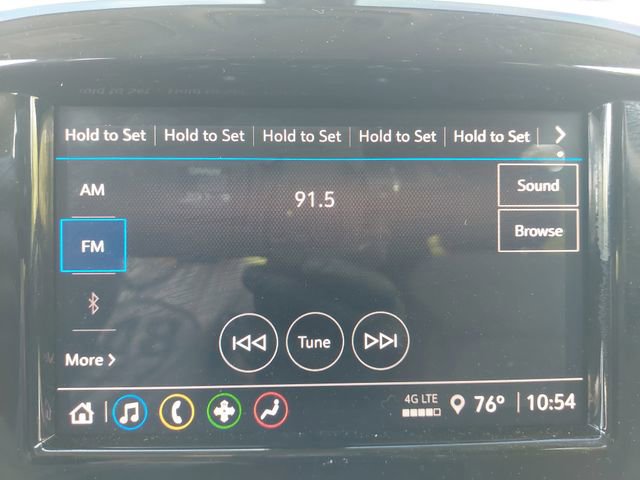 Hold to Set Hold to Set Hold to Set Hold to Set Hold to Set
AM
91.5
Sound
FM
Browse
Tune
More
4G LTE
76° 10:54